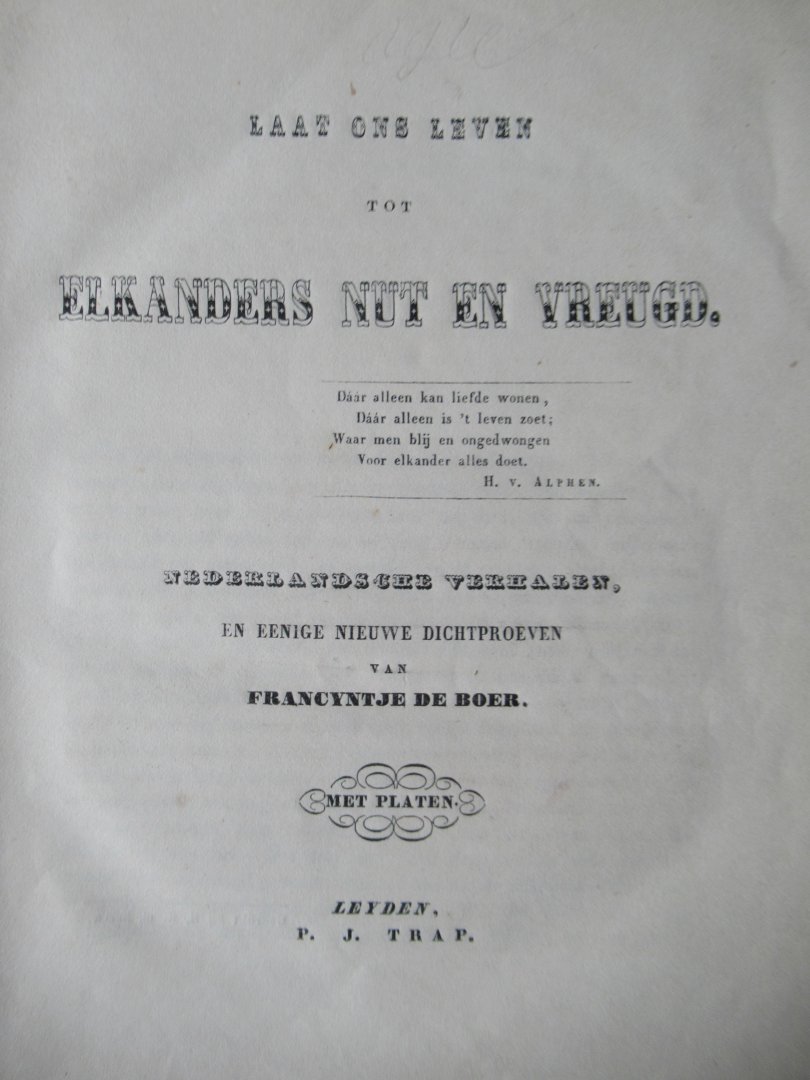 LAAT ONS LEVEN
TOT
ELKANDERS NUT EN VREUGD.
Dáár alleen kan liefde wonen,
Dáár alleen is 't leven zoet;
Waar men blij en ongedwongen
Voor elkander alles doet.
H. v. ALPHEN.
NEDERLANDSCHE VERHALEN,
EN EENIGE NIEUWE DICHTPROEVEN
VAN
FRANCYNTJE DE BOER.
MET PLATEN.
LEYDEN,
P. J. TRAP.